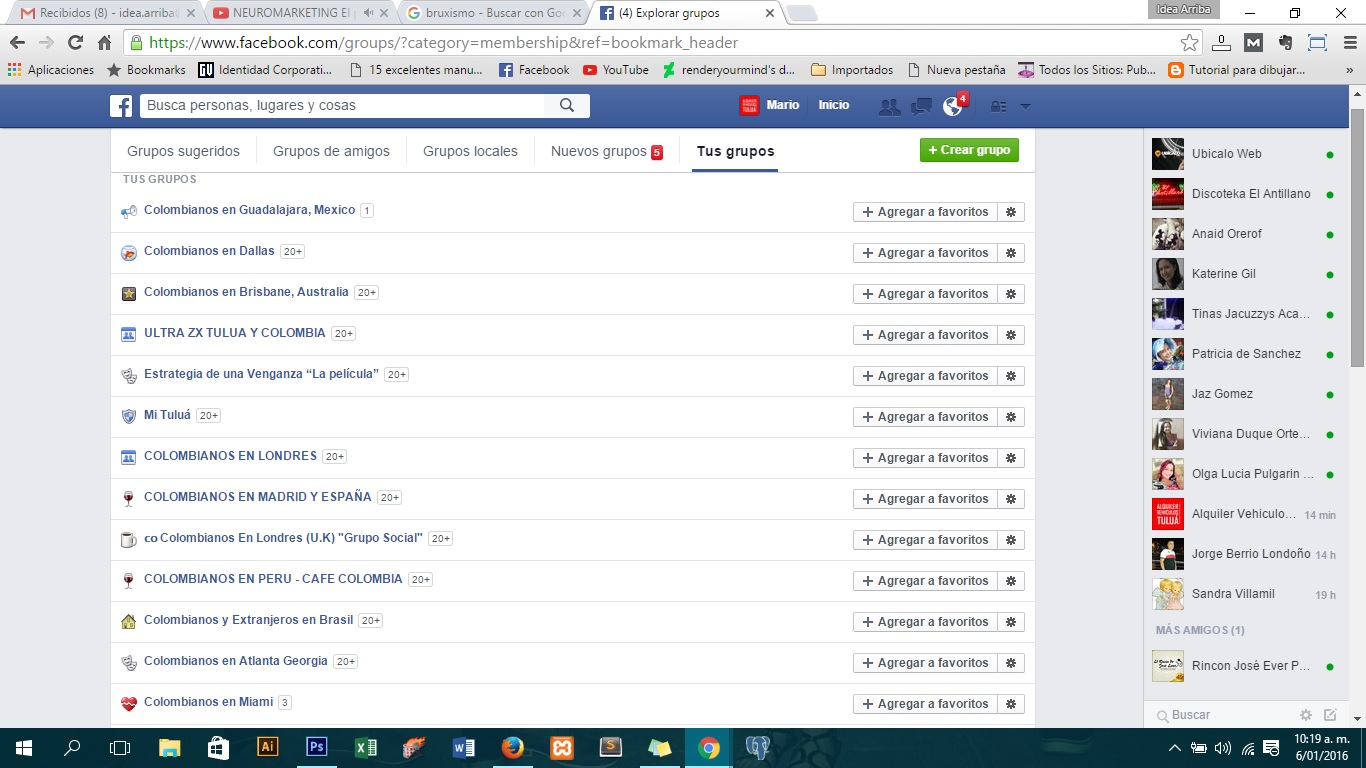 Recibidos (8) - idea.arriba@
NEUROMARKETING El
bruxismo - Buscar con Goo
(4) Explorar grupos
Idea Arriba
https://www.facebook.com/groups/?category=membership&ref=bookmark_header
0
M
Aplicaciones
Bookmarks
Identidad Corporati...
15 excelentes manu...
Facebook
YouTube
renderyourmind's d...
Importados
Nueva pestaña
Todos los Sitios: Pub...
Tutorial para dibujar...
»
Busca personas, lugares y cosas
Mario
Inicio
4
Grupos sugeridos
Grupos de amigos
Grupos locales
Nuevos grupos 5
Tus grupos
+ Crear grupo
TUS GRUPOS
Colombianos en Guadalajara, Mexico 1
+ Agregar a favoritos
Colombianos en Dallas 20+
+ Agregar a favoritos
Colombianos en Brisbane, Australia 20+
+ Agregar a favoritos
ULTRA ZX TULUA Y COLOMBIA 20+
+ Agregar a favoritos
Estrategia de una Venganza “La película” 20+
+ Agregar a favoritos
Mi Tuluá 20+
+ Agregar a favoritos
COLOMBIANOS EN LONDRES 20+
+ Agregar a favoritos
COLOMBIANOS EN MADRID Y ESPAÑA 20+
+ Agregar a favoritos
co Colombianos En Londres (U.K) "Grupo Social" 20+
+ Agregar a favoritos
COLOMBIANOS EN PERU - CAFE COLOMBIA 20+
+ Agregar a favoritos
Colombianos y Extranjeros en Brasil 20+
+ Agregar a favoritos
Colombianos en Atlanta Georgia 20+
+ Agregar a favoritos
Colombianos en Miami 3
+ Agregar a favoritos
Ubicalo Web
Discoteka El Antillano
Anaid Orerof
Katerine Gil
Tinas Jacuzzys Aca...
Patricia de Sanchez
Jaz Gomez
Viviana Duque Orte...
Olga Lucia Pulgarin ...
ALQUILER VEHICULOS TULUÁ
Alquiler Vehiculo... 14 min
Jorge Berrio Londoño 14 h
Sandra Villamil 19 h
MÁS AMIGOS (1)
Rincon José Ever P...
Buscar
Ai
Ps
S
10:19 a. m.
6/01/2016